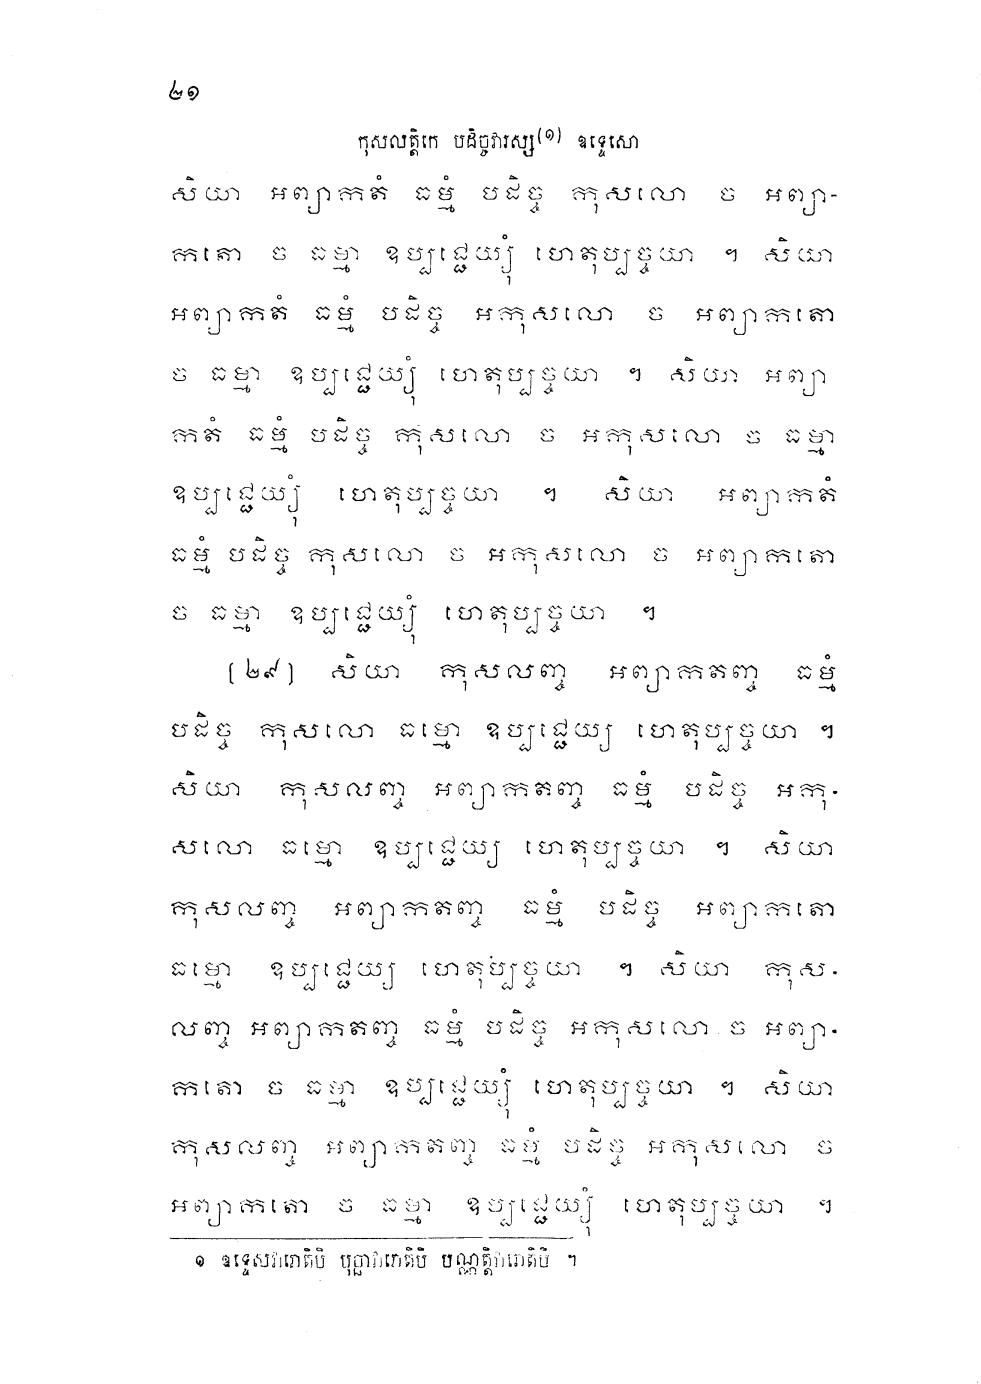 ២១
កុសលត្តិកេ បដិច្ចវារស្ស(១) ឧទ្ទេសោ
សិយា អព្យាកតំ ធម្មំ បដិច្ច កុសលោ ច អព្យា-
កតោ ច ធម្មា ឧប្បជ្ជេយ្យុំ ហេតុប្បច្ចយា ។ សិយា
អព្យាកតំ ធម្មំ បដិច្ច អកុសលោ ច អព្យាកតោ
ច ធម្មា ឧប្បជ្ជេយ្យុំ ហេតុប្បច្ចយា ។ សិយា អព្យា
កតំ ធម្មំ បដិច្ច កុសលោ ច អកុសលោ ច ធម្មា
ឧប្បជ្ជេយ្យុំ ហេតុប្បច្ចយា ។ សិយា អព្យាកតំ
ធម្មំ បដិច្ច កុសលោ ច អកុសលោ ច អព្យាកតោ
ច ធម្មា ឧប្បជ្ជេយ្យុំ ហេតុប្បច្ចយា ។
[២៩] សិយា កុសលញ្ច អព្យាកតញ្ច ធម្មំ
បដិច្ច កុសលោ ធម្មោ ឧប្បជ្ជេយ្យ ហេតុប្បច្ចយា ។
សិយា កុសលញ្ច អព្យាកតញ្ច ធម្មំ បដិច្ច អកុ-
សលោ ធម្មោ ឧប្បជ្ជេយ្យ ហេតុប្បច្ចយា ។ សិយា
កុសលញ្ច អព្យាកតញ្ច ធម្មំ បដិច្ច អព្យាកតោ
ធម្មោ ឧប្បជ្ជេយ្យ ហេតុប្បច្ចយា ។ សិយា កុស-
លញ្ច អព្យាកតញ្ច ធម្មំ បដិច្ច អកុសលោ ច អព្យា-
កតោ ច ធម្មា ឧប្បជ្ជេយ្យុំ ហេតុប្បច្ចយា ។ សិយា
កុសលញ្ច អព្យាកតញ្ច ធម្មំ បដិច្ច អកុសលោ ច
អព្យាកតោ ច ធម្មា ឧប្បជ្ជេយ្យុំ ហេតុប្បច្ចយា ។
១ ឧទ្ទេសវារោតិបិ បុច្ឆាវារោតិបិ បណ្ណត្តិវារោតិបិ ។